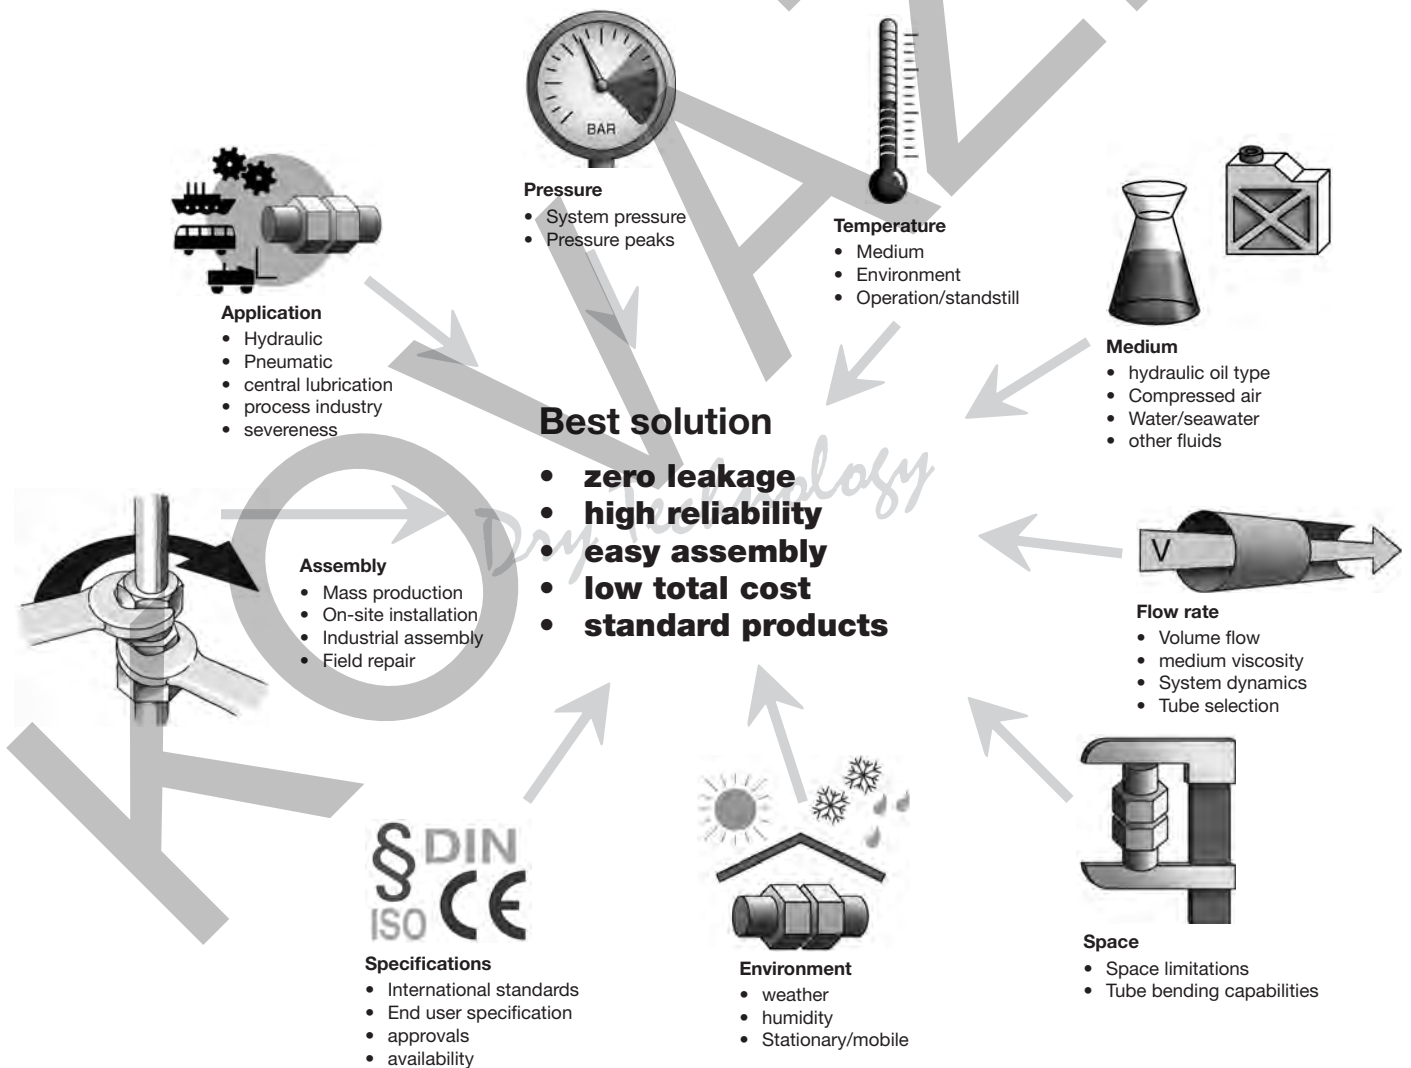 BAR
Pressure
• System pressure
• Pressure peaks
Temperature
• Medium
• Environment
• Operation/standstill
Application
• Hydraulic
• Pneumatic
• central lubrication
• process industry
• severeness
Medium
• hydraulic oil type
• Compressed air
• Water/seawater
• other fluids
Best solution
• zero leakage
• high reliability
• easy assembly
• low total cost
• standard products
Dry Technology
Assembly
• Mass production
• On-site installation
• Industrial assembly
• Field repair
V
Flow rate
• Volume flow
• medium viscosity
• System dynamics
• Tube selection
§ DIN
ISO CE
Specifications
• International standards
• End user specification
• approvals
• availability
Environment
• weather
• humidity
• Stationary/mobile
Space
• Space limitations
• Tube bending capabilities
KOVAZ